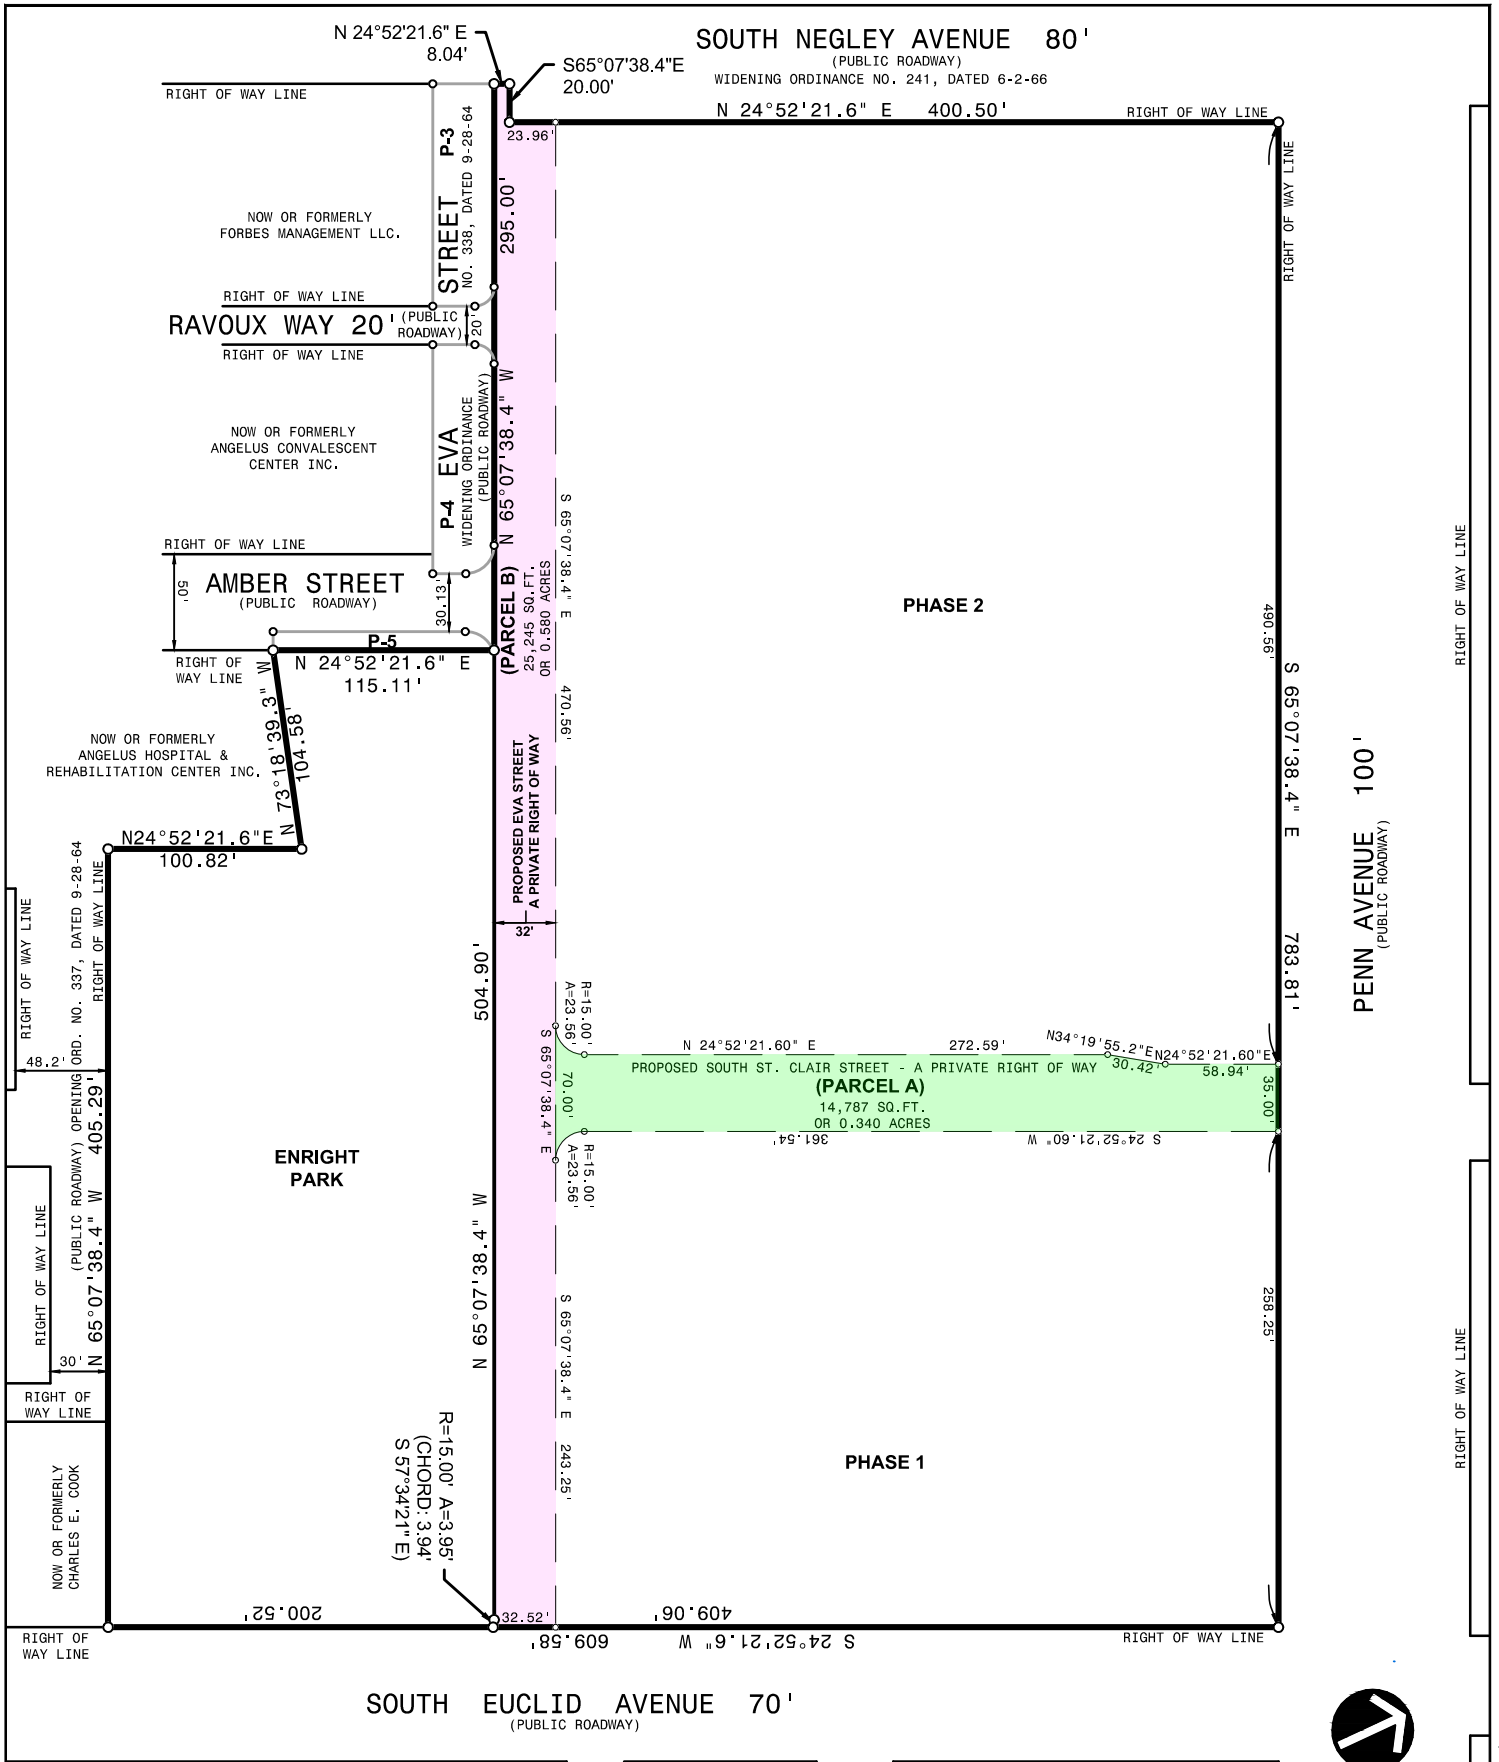 N 24°52'21.6" E
8.04'
S65°07'38.4"E
20.00'
SOUTH NEGLEY AVENUE 80'
(PUBLIC ROADWAY)
WIDENING ORDINANCE NO. 241, DATED 6-2-66
N 24°52'21.6" E 400.50'
RIGHT OF WAY LINE
RIGHT OF WAY LINE
23.96'
P-3
STREET
NO. 338, DATED 9-28-64
295.00'
RIGHT OF WAY LINE
NOW OR FORMERLY
FORBES MANAGEMENT LLC.
RIGHT OF WAY LINE
RAVOUX WAY 20'
(PUBLIC
ROADWAY)
20'
RIGHT OF WAY LINE
P-4
EVA
WIDENING ORDINANCE
(PUBLIC ROADWAY)
N 65°07'38.4" W
NOW OR FORMERLY
ANGELUS CONVALESCENT
CENTER INC.
RIGHT OF WAY LINE
50'
AMBER STREET
(PUBLIC ROADWAY)
30.13'
P-5
(PARCEL B)
25,245 SQ.FT.
OR 0.580 ACRES
S 65°07'38.4" E
470.56'
PHASE 2
490.56'
S 65°07'38.4" E
783.81'
RIGHT OF WAY LINE
PENN AVENUE 100'
(PUBLIC ROADWAY)
RIGHT OF
WAY LINE
N 24°52'21.6" E
115.11'
N 73°18'39.3" W
104.58'
NOW OR FORMERLY
ANGELUS HOSPITAL &
REHABILITATION CENTER INC.
PROPOSED EVA STREET
A PRIVATE RIGHT OF WAY
32'
N24°52'21.6"E
100.82'
RIGHT OF WAY LINE
48.2'
(PUBLIC ROADWAY) OPENING ORD. NO. 337, DATED 9-28-64
RIGHT OF WAY LINE
N 65°07'38.4" W 405.29'
504.90'
N 65°07'38.4" W
R=15.00'
A=23.56'
S 65°07'38.4" E
70.00'
N 24°52'21.60" E 272.59'
N34°19'55.2"E
30.42'
N24°52'21.60"E
58.94'
PROPOSED SOUTH ST. CLAIR STREET - A PRIVATE RIGHT OF WAY
(PARCEL A)
14,787 SQ.FT.
OR 0.340 ACRES
35.00'
S 24°52'21.60" W 361.54'
R=15.00'
A=23.56'
ENRIGHT
PARK
RIGHT OF WAY LINE
30'
RIGHT OF
WAY LINE
258.25'
S 65°07'38.4" E 243.25'
RIGHT OF WAY LINE
R=15.00' A=3.95'
(CHORD: 3.94'
S 57°34'21" E)
PHASE 1
NOW OR FORMERLY
CHARLES E. COOK
200.52'
32.52'
409.06'
S 24°52'21.6" W 609.58'
RIGHT OF
WAY LINE
RIGHT OF WAY LINE
SOUTH EUCLID AVENUE 70'
(PUBLIC ROADWAY)